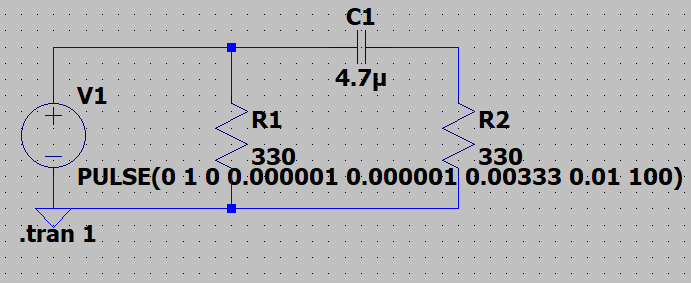 C1
4.7µ
V1
R1
R2
330
330
PULSE(0 1 0 0.000001 0.000001 0.00333 0.01 100)
.tran 1